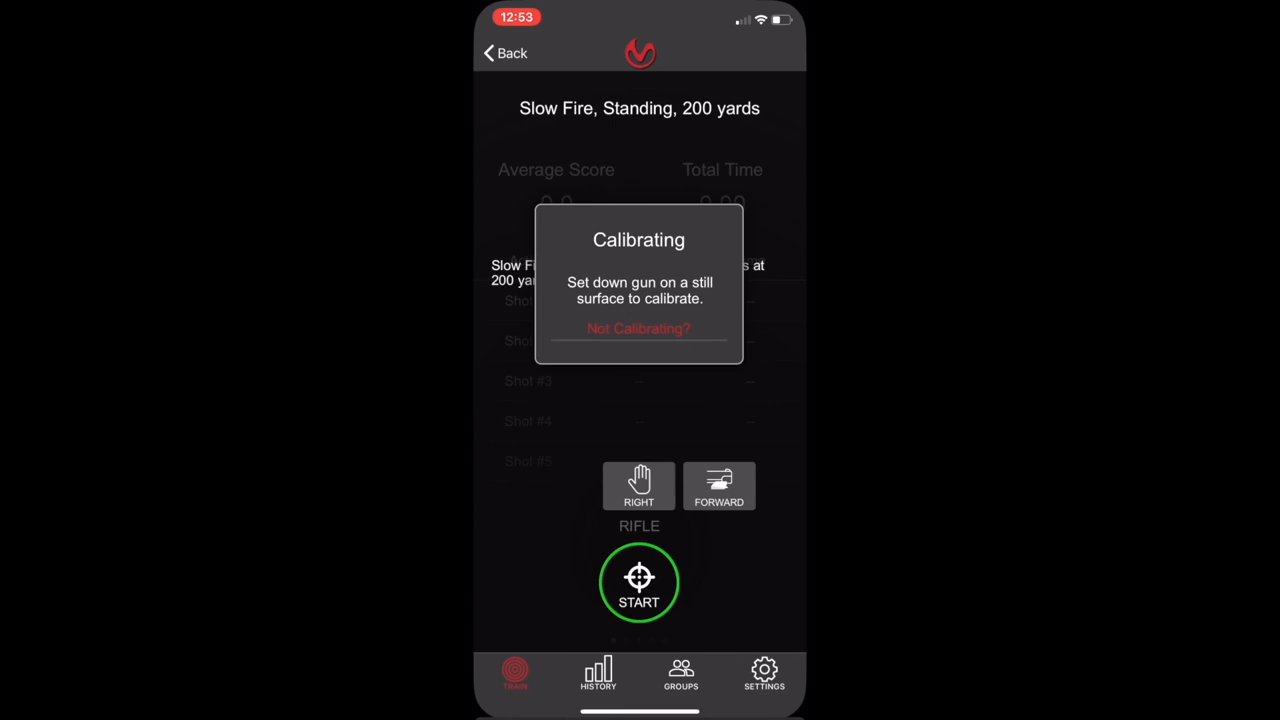 12:53
Back
Slow Fire, Standing, 200 yards
Average Score
Total Time
Calibrating
Set down gun on a still
surface to calibrate.
Not Calibrating?
Slow
s at
200
Shot
Shot
Shot #3 -- --
Shot #4 -- --
Shot #5
RIGHT
FORWARD
RIFLE
START
TRAIN
HISTORY
GROUPS
SETTINGS